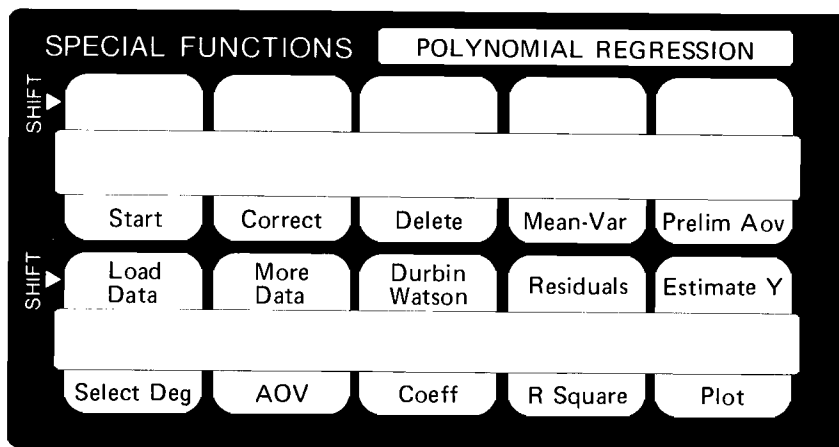 SPECIAL FUNCTIONS POLYNOMIAL REGRESSION
SHIFT
Start Correct Delete Mean-Var Prelim Aov
SHIFT
Load Data More Data Durbin Watson Residuals Estimate Y
Select Deg AOV Coeff R Square Plot